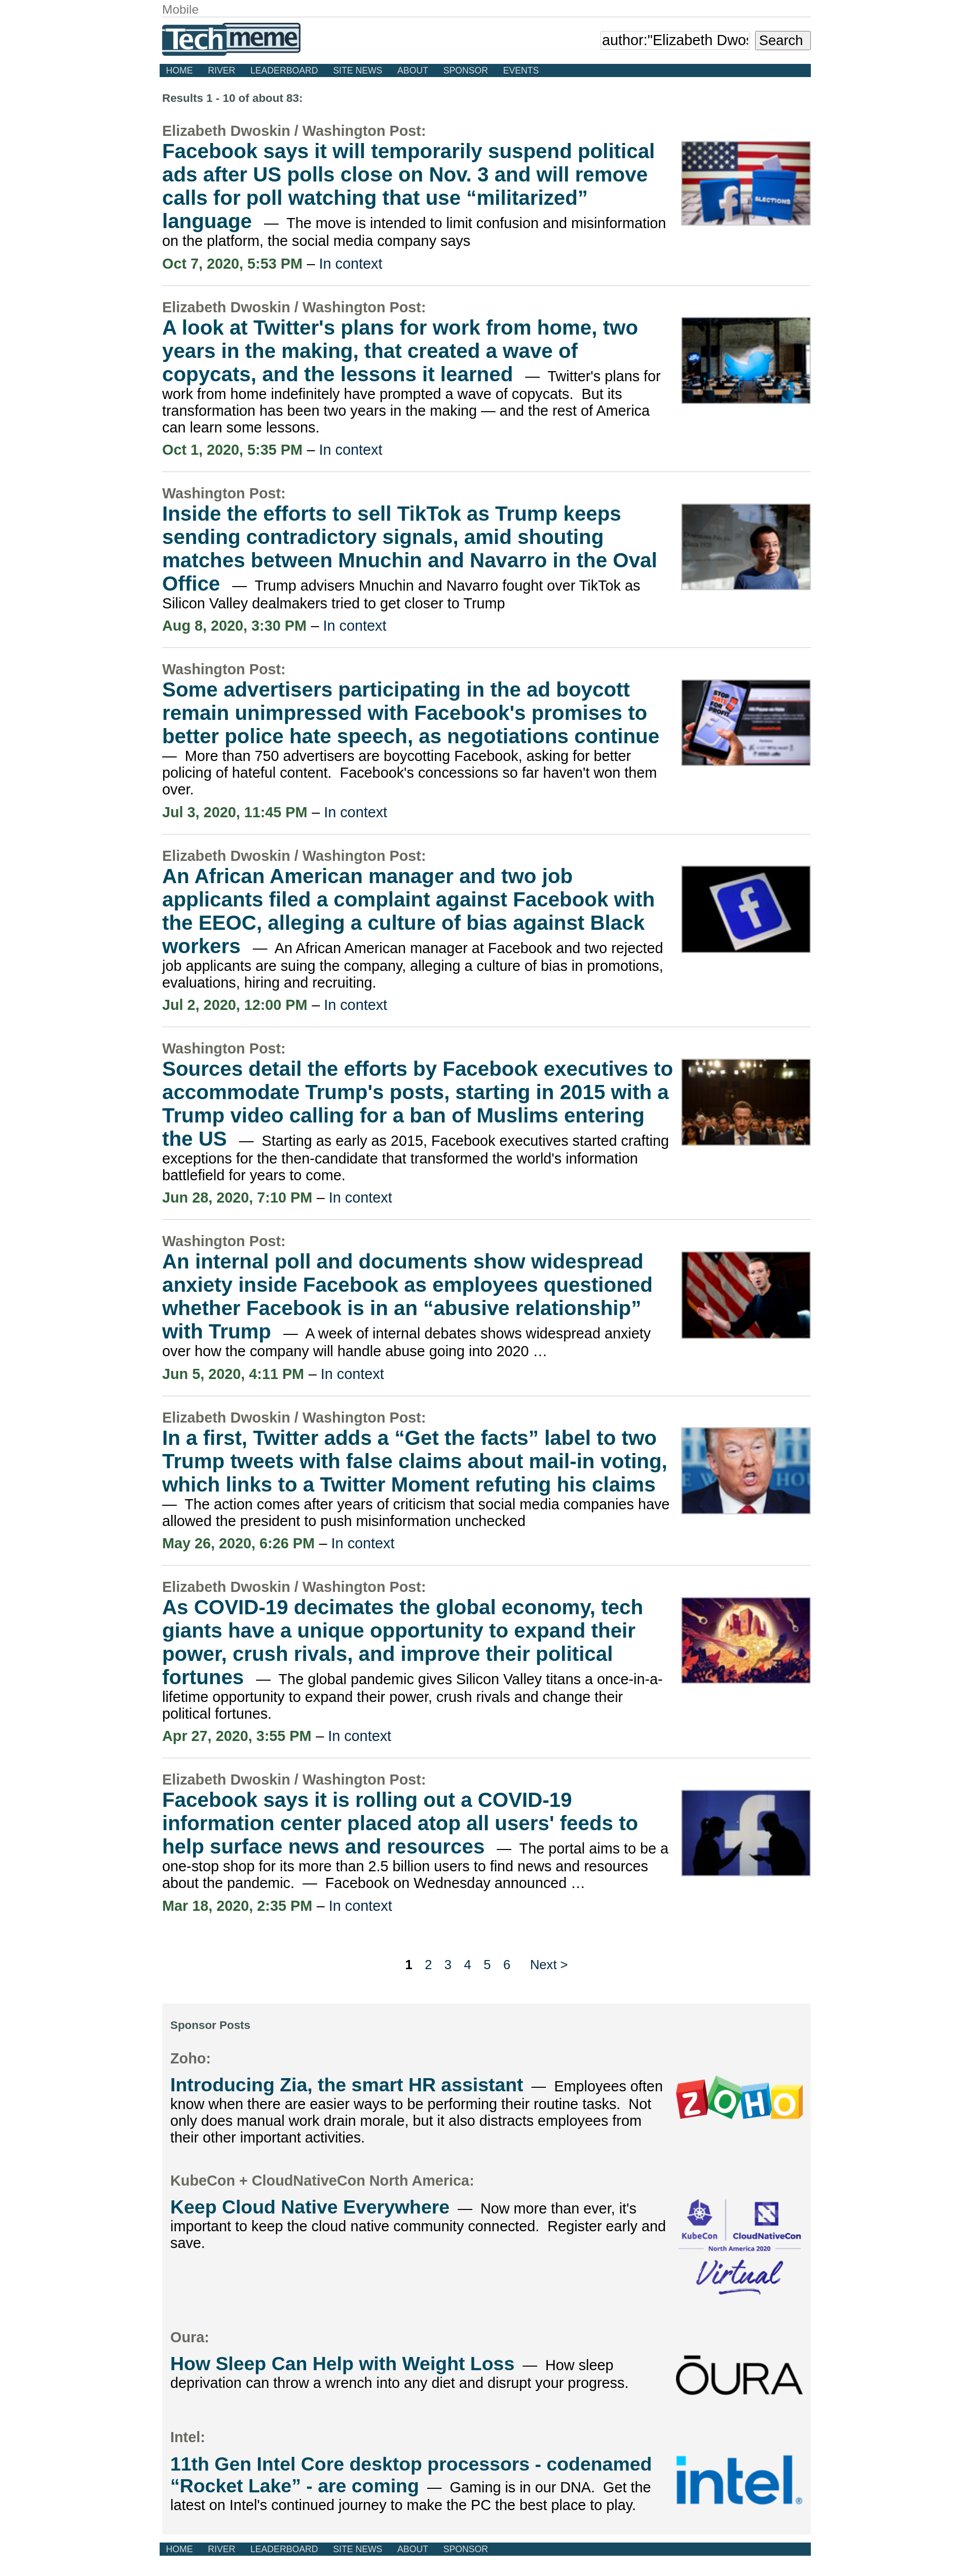 Mobile
Techmeme
author:"Elizabeth Dwos
Search
HOME RIVER LEADERBOARD SITE NEWS ABOUT SPONSOR EVENTS
Results 1 - 10 of about 83:
Elizabeth Dwoskin / Washington Post:
Facebook says it will temporarily suspend political
ads after US polls close on Nov. 3 and will remove
calls for poll watching that use “militarized”
language — The move is intended to limit confusion and misinformation
on the platform, the social media company says
ELECTIONS
Oct 7, 2020, 5:53 PM – In context
Elizabeth Dwoskin / Washington Post:
A look at Twitter's plans for work from home, two
years in the making, that created a wave of
copycats, and the lessons it learned — Twitter's plans for
work from home indefinitely have prompted a wave of copycats. But its
transformation has been two years in the making — and the rest of America
can learn some lessons.
Oct 1, 2020, 5:35 PM – In context
Washington Post:
Inside the efforts to sell TikTok as Trump keeps
sending contradictory signals, amid shouting
matches between Mnuchin and Navarro in the Oval
Office — Trump advisers Mnuchin and Navarro fought over TikTok as
Silicon Valley dealmakers tried to get closer to Trump
Aug 8, 2020, 3:30 PM – In context
Washington Post:
Some advertisers participating in the ad boycott
remain unimpressed with Facebook's promises to
better police hate speech, as negotiations continue
— More than 750 advertisers are boycotting Facebook, asking for better
policing of hateful content. Facebook's concessions so far haven't won them
over.
STOP
HATE
FOR
PROFIT
Jul 3, 2020, 11:45 PM – In context
Elizabeth Dwoskin / Washington Post:
An African American manager and two job
applicants filed a complaint against Facebook with
the EEOC, alleging a culture of bias against Black
workers — An African American manager at Facebook and two rejected
job applicants are suing the company, alleging a culture of bias in promotions,
evaluations, hiring and recruiting.
Jul 2, 2020, 12:00 PM – In context
Washington Post:
Sources detail the efforts by Facebook executives to
accommodate Trump's posts, starting in 2015 with a
Trump video calling for a ban of Muslims entering
the US — Starting as early as 2015, Facebook executives started crafting
exceptions for the then-candidate that transformed the world's information
battlefield for years to come.
Jun 28, 2020, 7:10 PM – In context
Washington Post:
An internal poll and documents show widespread
anxiety inside Facebook as employees questioned
whether Facebook is in an “abusive relationship”
with Trump — A week of internal debates shows widespread anxiety
over how the company will handle abuse going into 2020 …
Jun 5, 2020, 4:11 PM – In context
Elizabeth Dwoskin / Washington Post:
In a first, Twitter adds a “Get the facts” label to two
Trump tweets with false claims about mail-in voting,
which links to a Twitter Moment refuting his claims
— The action comes after years of criticism that social media companies have
allowed the president to push misinformation unchecked
May 26, 2020, 6:26 PM – In context
Elizabeth Dwoskin / Washington Post:
As COVID-19 decimates the global economy, tech
giants have a unique opportunity to expand their
power, crush rivals, and improve their political
fortunes — The global pandemic gives Silicon Valley titans a once-in-a-
lifetime opportunity to expand their power, crush rivals and change their
political fortunes.
Apr 27, 2020, 3:55 PM – In context
Elizabeth Dwoskin / Washington Post:
Facebook says it is rolling out a COVID-19
information center placed atop all users' feeds to
help surface news and resources — The portal aims to be a
one-stop shop for its more than 2.5 billion users to find news and resources
about the pandemic. — Facebook on Wednesday announced …
Mar 18, 2020, 2:35 PM – In context
1 2 3 4 5 6 Next >
Sponsor Posts
Zoho:
Introducing Zia, the smart HR assistant — Employees often
know when there are easier ways to be performing their routine tasks. Not
only does manual work drain morale, but it also distracts employees from
their other important activities.
ZOHO
KubeCon + CloudNativeCon North America:
Keep Cloud Native Everywhere — Now more than ever, it's
important to keep the cloud native community connected. Register early and
save.
KubeCon CloudNativeCon
North America 2020
Virtual
Oura:
How Sleep Can Help with Weight Loss — How sleep
deprivation can throw a wrench into any diet and disrupt your progress.
ŌURA
Intel:
11th Gen Intel Core desktop processors - codenamed
“Rocket Lake” - are coming — Gaming is in our DNA. Get the
latest on Intel's continued journey to make the PC the best place to play.
intel.
HOME RIVER LEADERBOARD SITE NEWS ABOUT SPONSOR